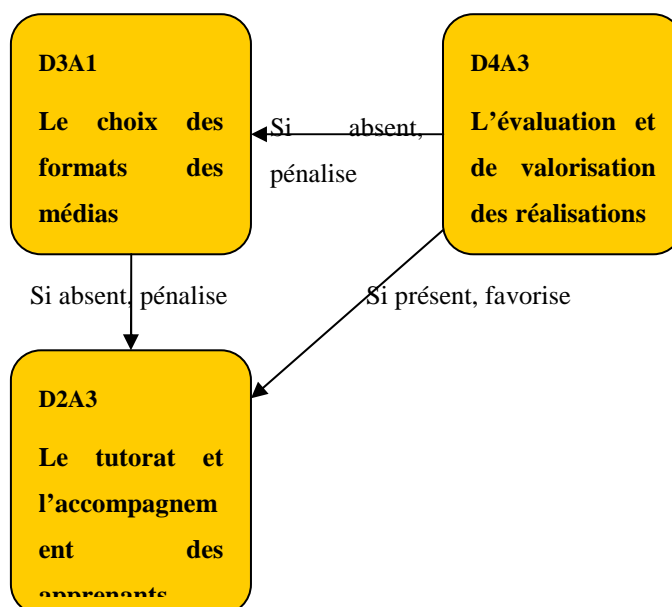 D3A1
Le choix des
formats des
médias
Si absent,
pénalise
D4A3
L’évaluation et
de valorisation
des réalisations
Si absent, pénalise
Si présent, favorise
D2A3
Le tutorat et
l’accompagnem
ent des
apprenants